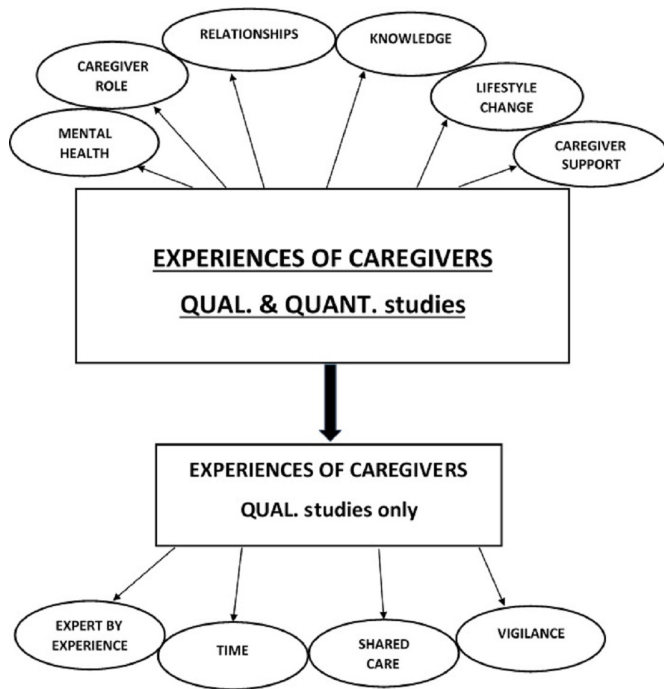 RELATIONSHIPS
KNOWLEDGE
CAREGIVER
ROLE
LIFESTYLE
CHANGE
MENTAL
HEALTH
CAREGIVER
SUPPORT
EXPERIENCES OF CAREGIVERS
QUAL. & QUANT. studies
EXPERIENCES OF CAREGIVERS
QUAL. studies only
EXPERT BY
EXPERIENCE
TIME
SHARED
CARE
VIGILANCE